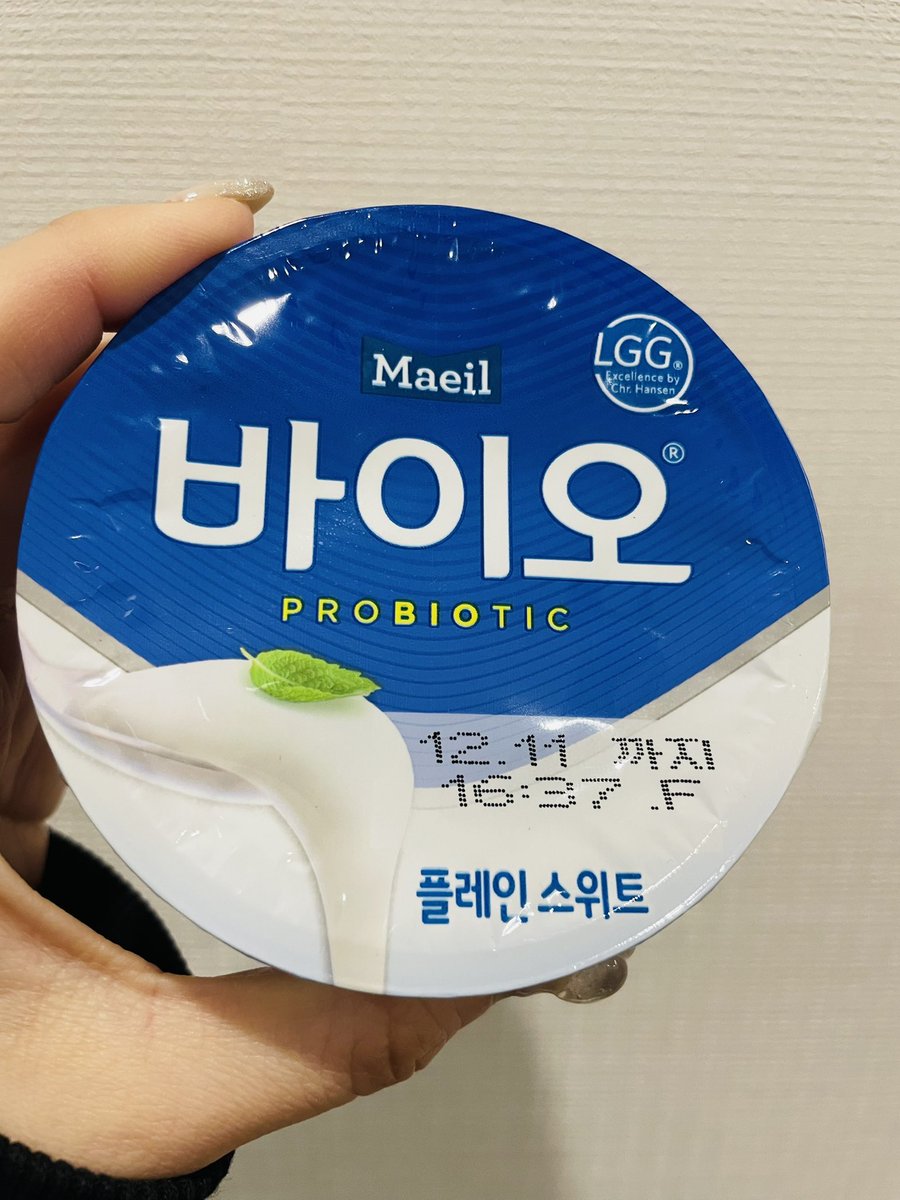 Maeil
LGG®
Excellence by
Chr. Hansen
바이오®
PROBIOTIC
12.11 까지
16:37 .F
플레인 스위트